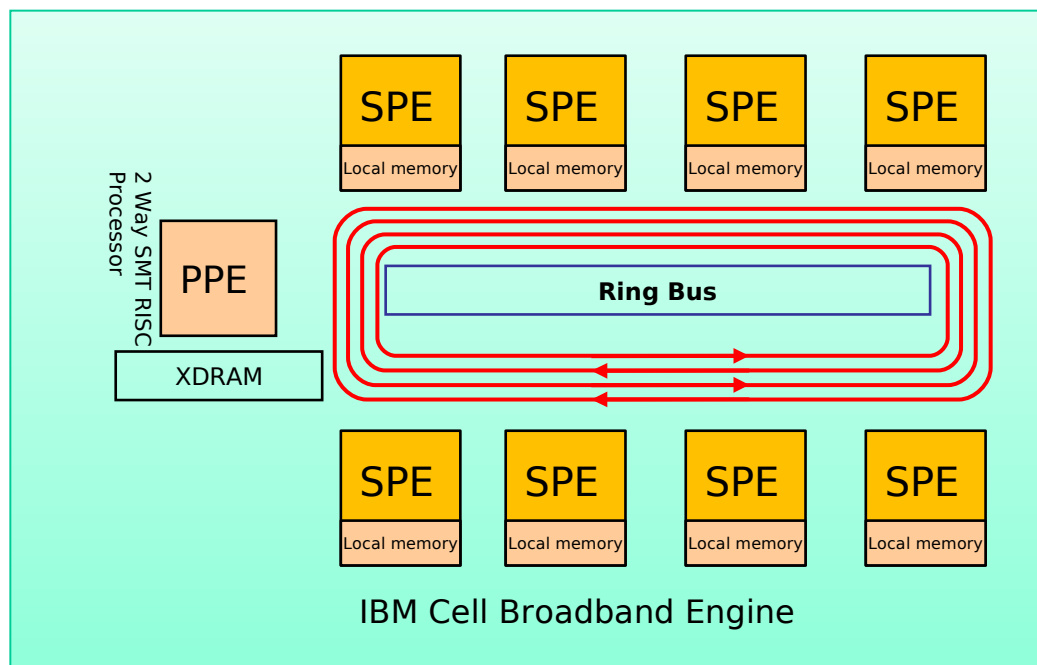 SPE
SPE
SPE
SPE
Local memory
Local memory
Local memory
Local memory
2 Way SMT RISC
Processor
PPE
Ring Bus
XDRAM
SPE
SPE
SPE
SPE
Local memory
Local memory
Local memory
Local memory
IBM Cell Broadband Engine